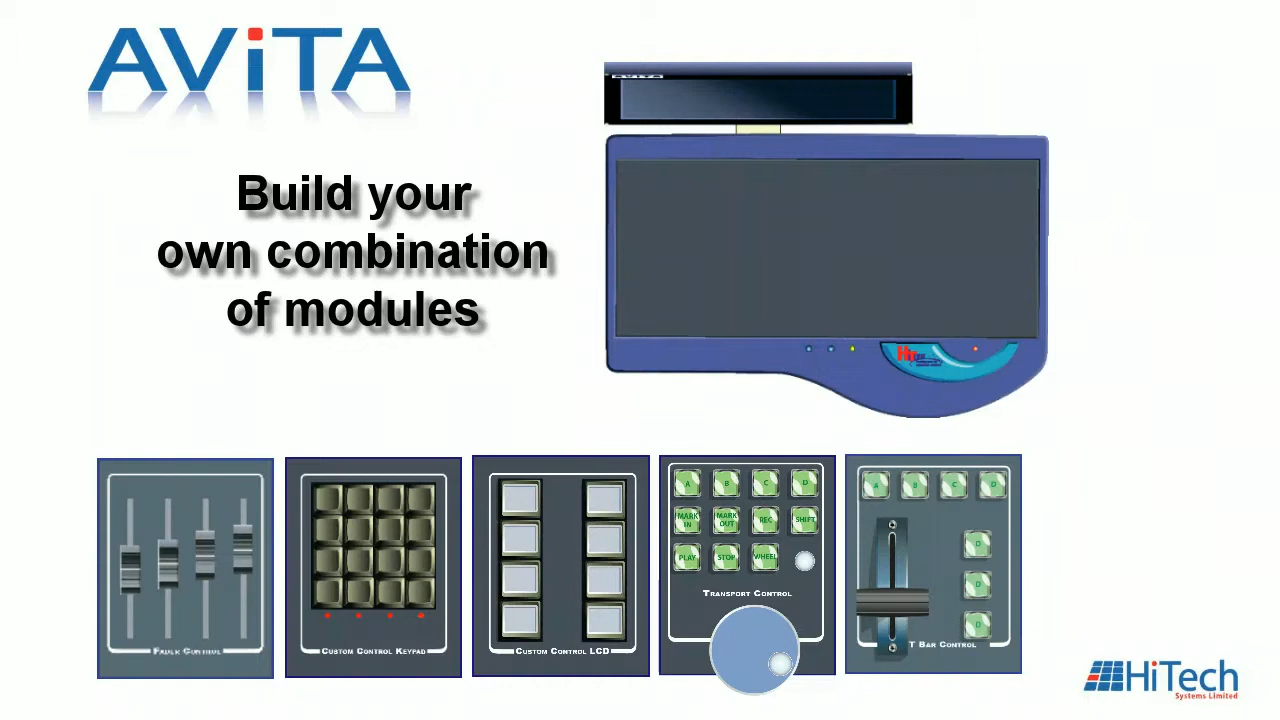 AViTA
AViTA
Build your
own combination
of modules
A
B
C
D
MARK IN
MARK OUT
REC
SHIFT
PLAY
STOP
WHEEL
A
B
C
D
D
D
D
TRANSPORT CONTROL
FADER CONTROL
CUSTOM CONTROL KEYPAD
CUSTOM CONTROL LCD
T BAR CONTROL
HiTech
Systems Limited